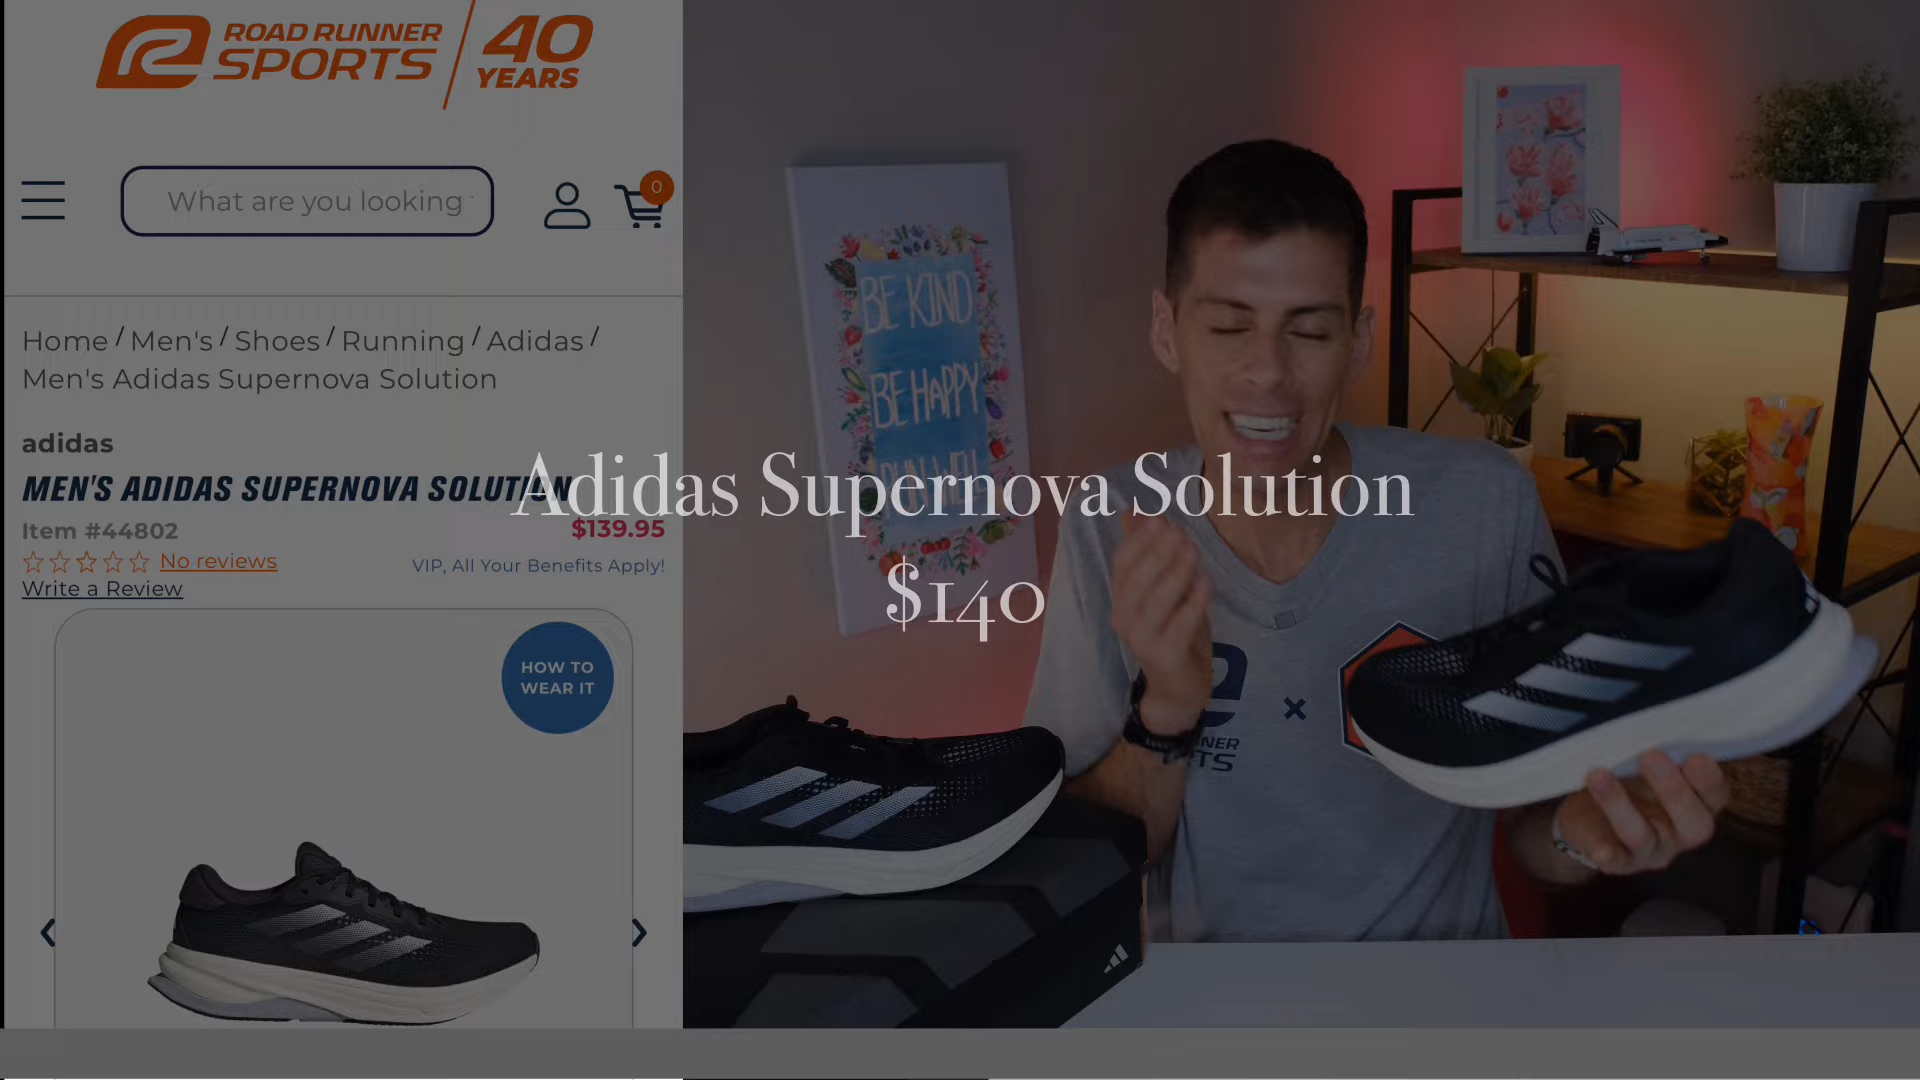 ROAD RUNNER
SPORTS
40
YEARS
What are you looking
0
Home / Men's / Shoes / Running / Adidas /
Men's Adidas Supernova Solution
adidas
MEN'S ADIDAS SUPERNOVA SOLUTION
Item #44802
$139.95
No reviews
VIP, All Your Benefits Apply!
Write a Review
HOW TO
WEAR IT
Adidas Supernova Solution
$140
BE KIND
BE HAPPY
RUN WELL